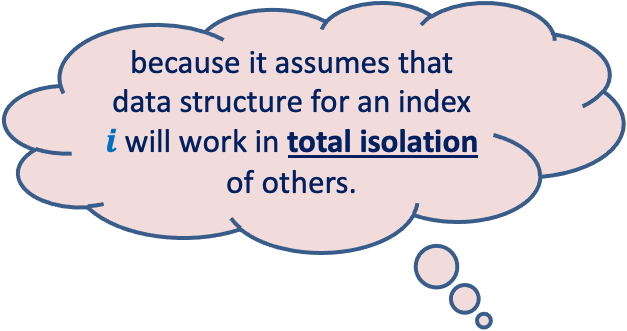 because it assumes that
data structure for an index
i will work in total isolation
of others.